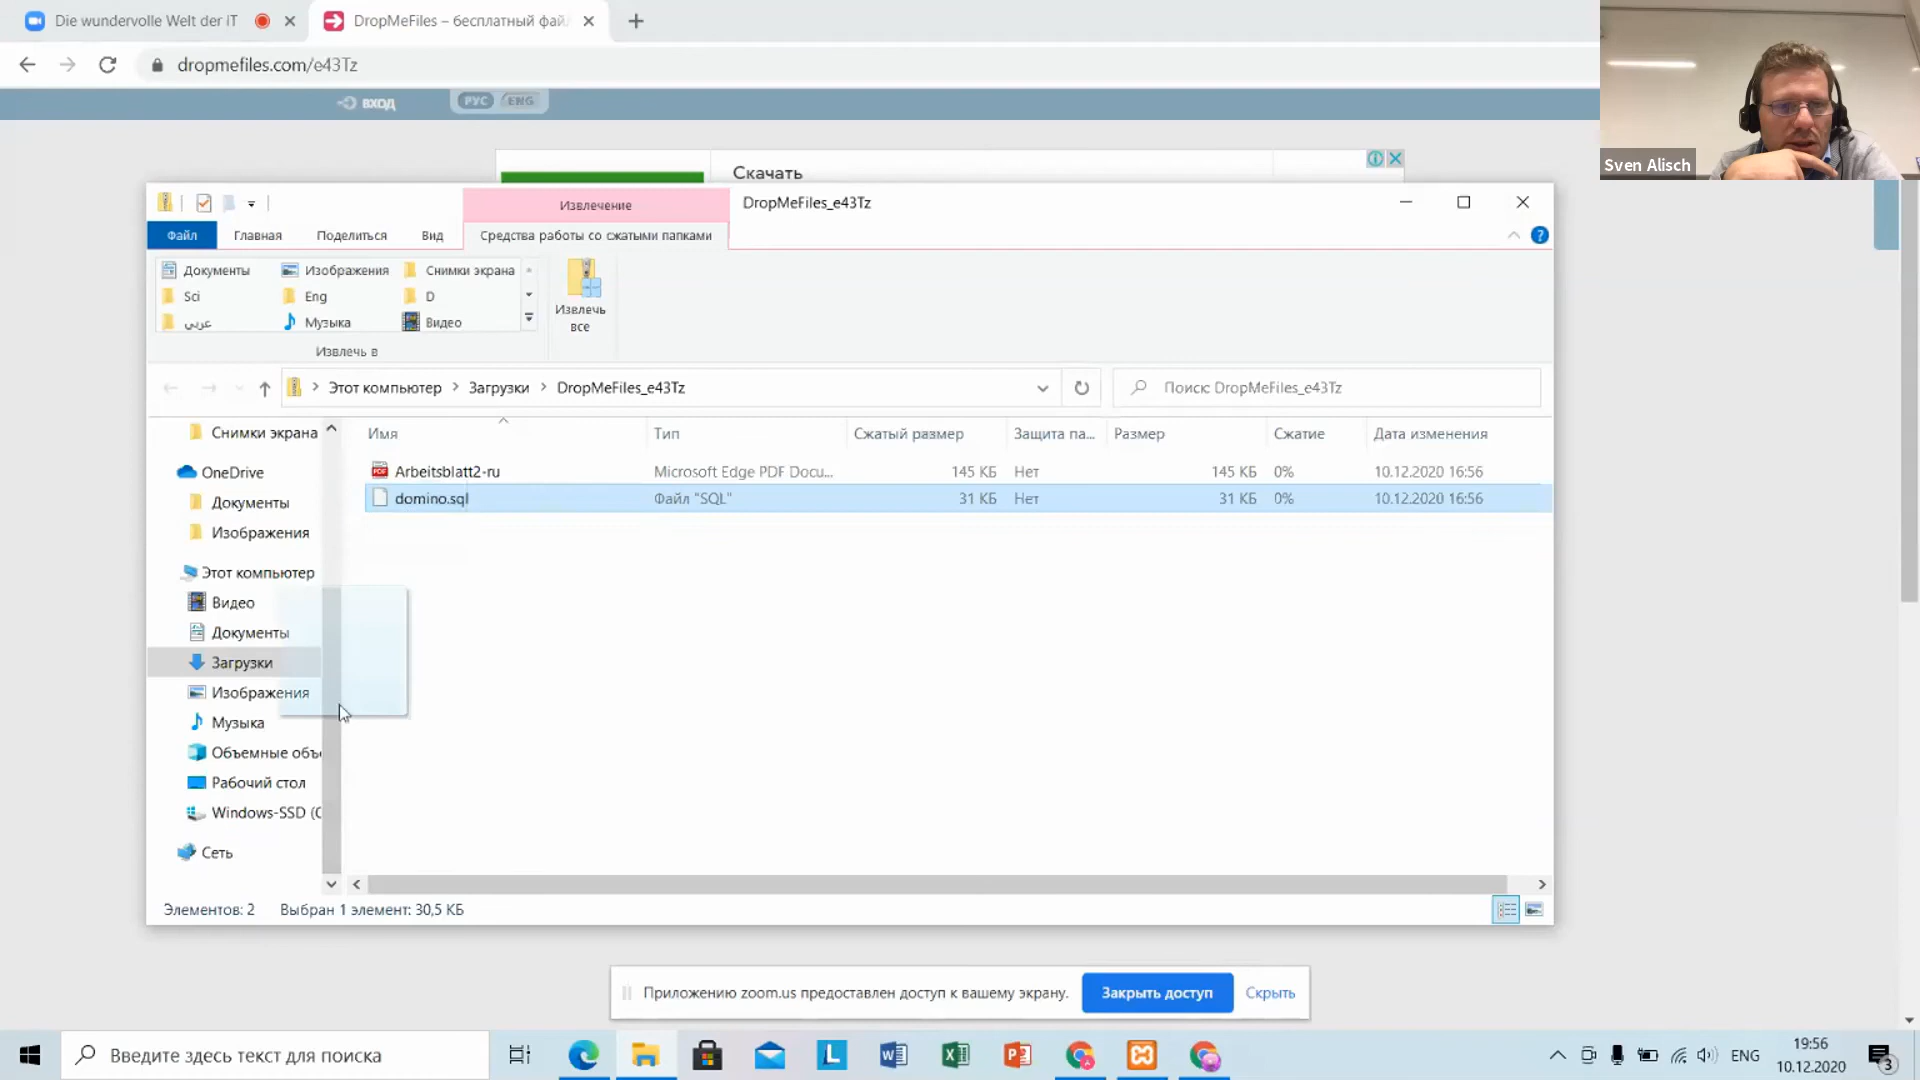 Die wundervolle Welt der iT
DropMeFiles – бесплатный фай
dropmefiles.com/e43Tz
ВХОД
РУС ENG
Sven Alisch
Скачать
Извлечение
DropMeFiles_e43Tz
Файл Главная Поделиться Вид Средства работы со сжатыми папками
Документы Изображения Снимки экрана
Sci Eng D
عربي Музыка Видео
Извлечь все
Извлечь в
Этот компьютер Загрузки DropMeFiles_e43Tz
Поиск: DropMeFiles_e43Tz
Имя Тип Сжатый размер Защита па... Размер Сжатие Дата изменения
Arbeitsblatt2-ru Microsoft Edge PDF Docu... 145 КБ Нет 145 КБ 0% 10.12.2020 16:56
domino.sql Файл "SQL" 31 КБ Нет 31 КБ 0% 10.12.2020 16:56
Снимки экрана
OneDrive
Документы
Изображения
Этот компьютер
Видео
Документы
Загрузки
Изображения
Музыка
Объемные объ
Рабочий стол
Windows-SSD (C
Сеть
Элементов: 2 Выбран 1 элемент: 30,5 КБ
Приложению zoom.us предоставлен доступ к вашему экрану. Закрыть доступ Скрыть
Введите здесь текст для поиска
ENG
19:56
10.12.2020
3